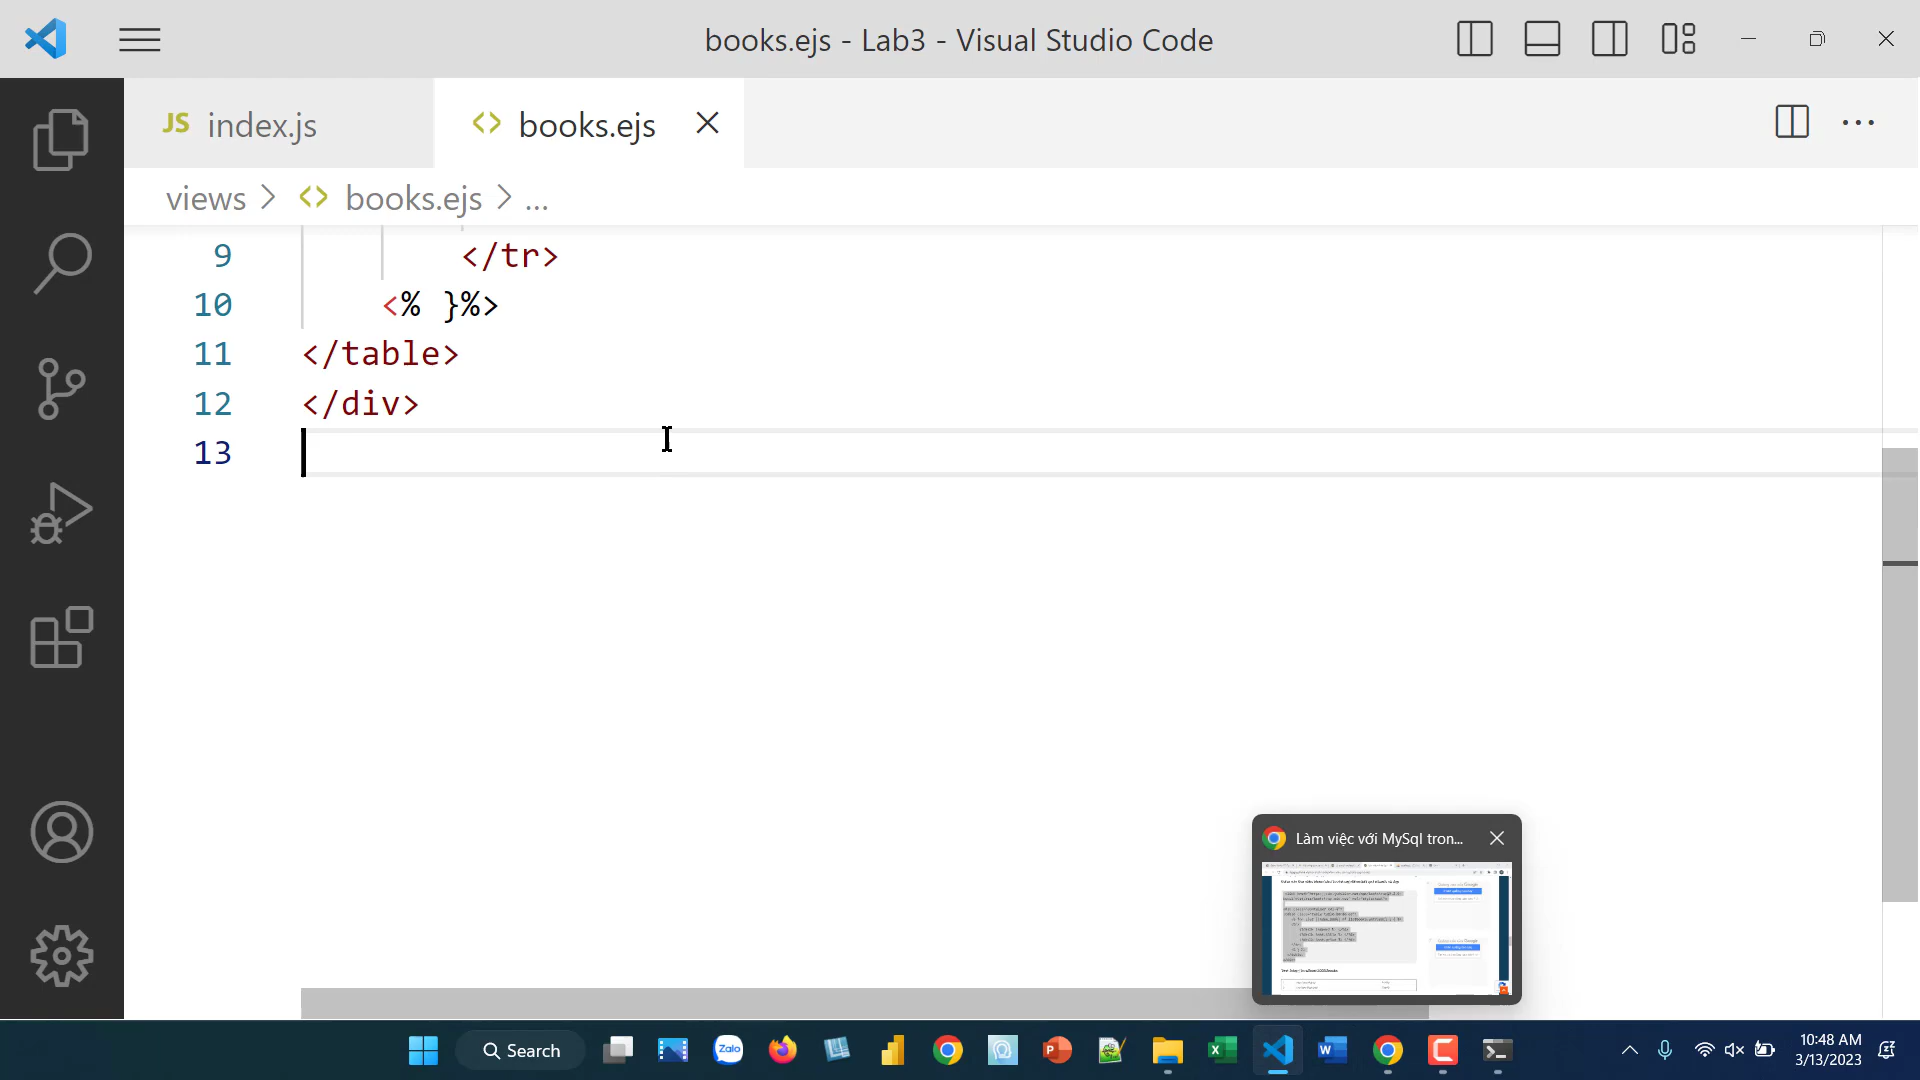 books.ejs - Lab3 - Visual Studio Code
JS index.js
<> books.ejs
views > <> books.ejs > ...
9 </tr>
10 <% }%>
11 </table>
12 </div>
13
Làm việc với MySql tron...
Search
Zalo
10:48 AM
3/13/2023